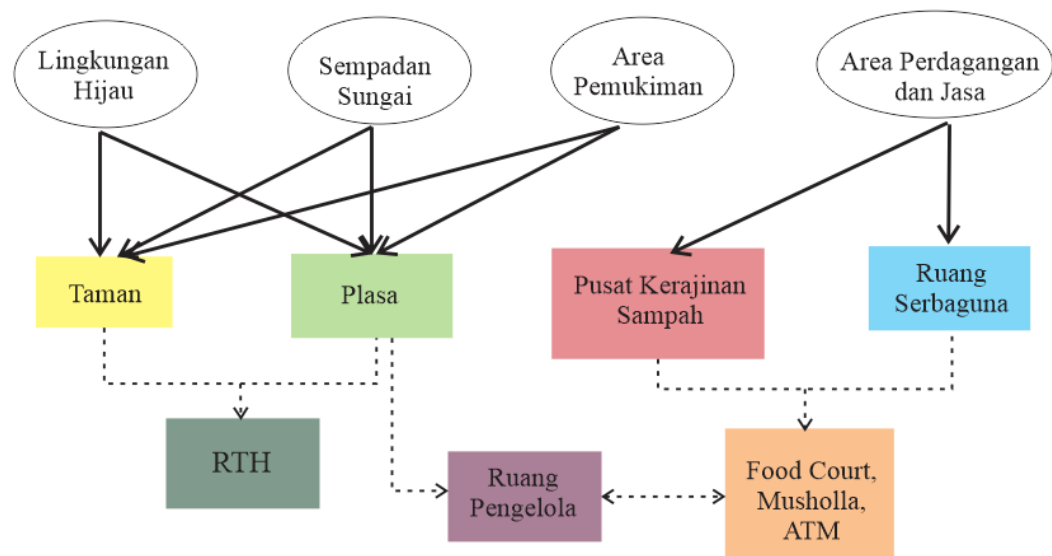 Lingkungan
Hijau
Sempadan
Sungai
Area
Pemukiman
Area Perdagangan
dan Jasa
Taman
Plasa
Pusat Kerajinan
Sampah
Ruang
Serbaguna
RTH
Ruang
Pengelola
Food Court,
Musholla,
ATM